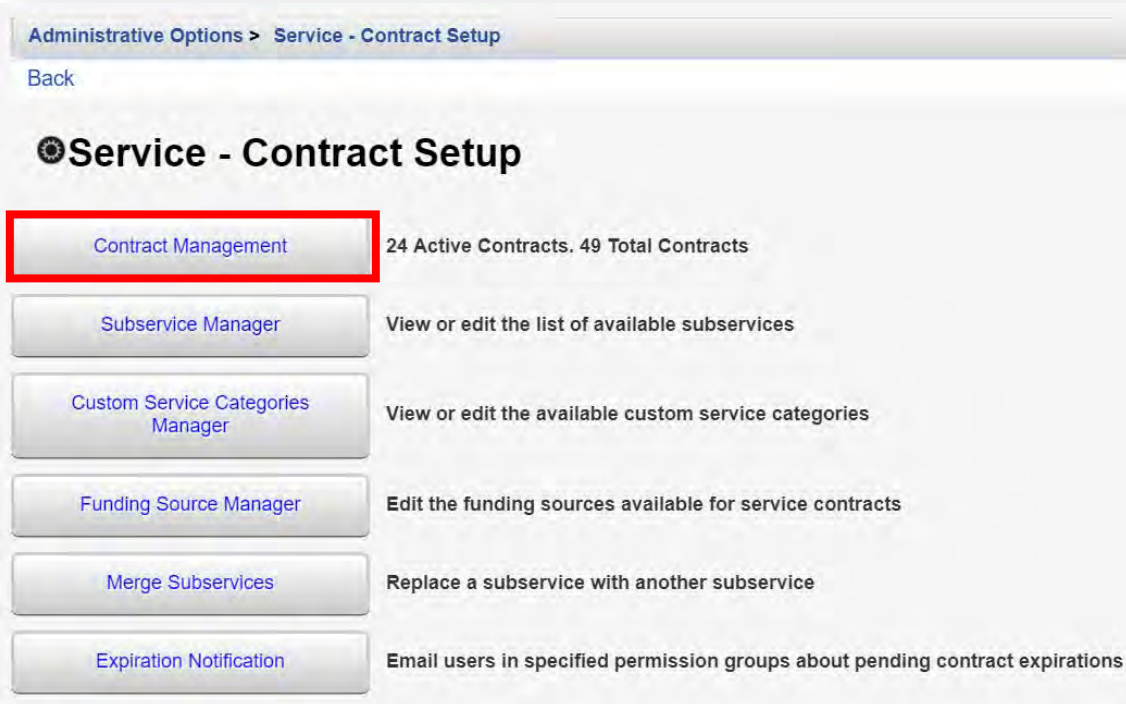 Administrative Options > Service - Contract Setup
Back
Service - Contract Setup
Contract Management
24 Active Contracts. 49 Total Contracts
Subservice Manager
View or edit the list of available subservices
Custom Service Categories
Manager
View or edit the available custom service categories
Funding Source Manager
Edit the funding sources available for service contracts
Merge Subservices
Replace a subservice with another subservice
Expiration Notification
Email users in specified permission groups about pending contract expirations